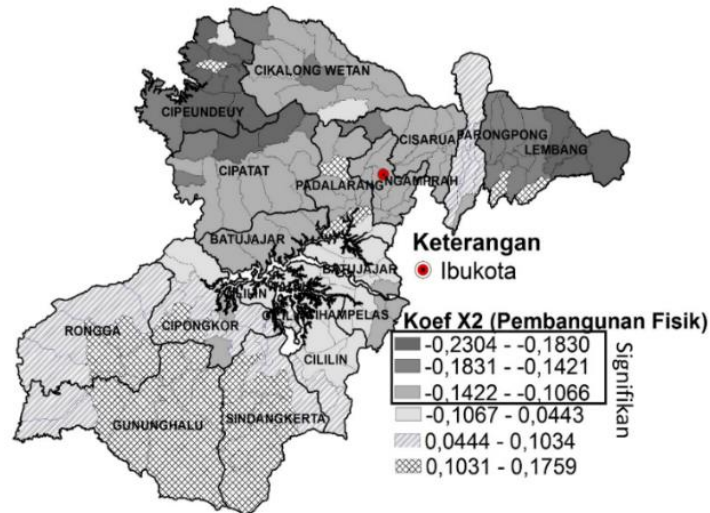 CIKALONG WETAN
CIPEUNDEUY
CISARUA
PARONGPONG
LEMBANG
CIPATAT
PADALARANG
NGAMPRAH
BATUJAJAR
Keterangan
Ibukota
BATUJAJAR
RONGGA
CIPONGKOR
CIHAMPELAS
CILILIN
GUNUNGHALU
SINDANGKERTA
Koef X2 (Pembangunan Fisik)
-0,2304 - -0,1830
-0,1831 - -0,1421
-0,1422 - -0,1066
-0,1067 - 0,0443
0,0444 - 0,1034
0,1031 - 0,1759
Signifikan